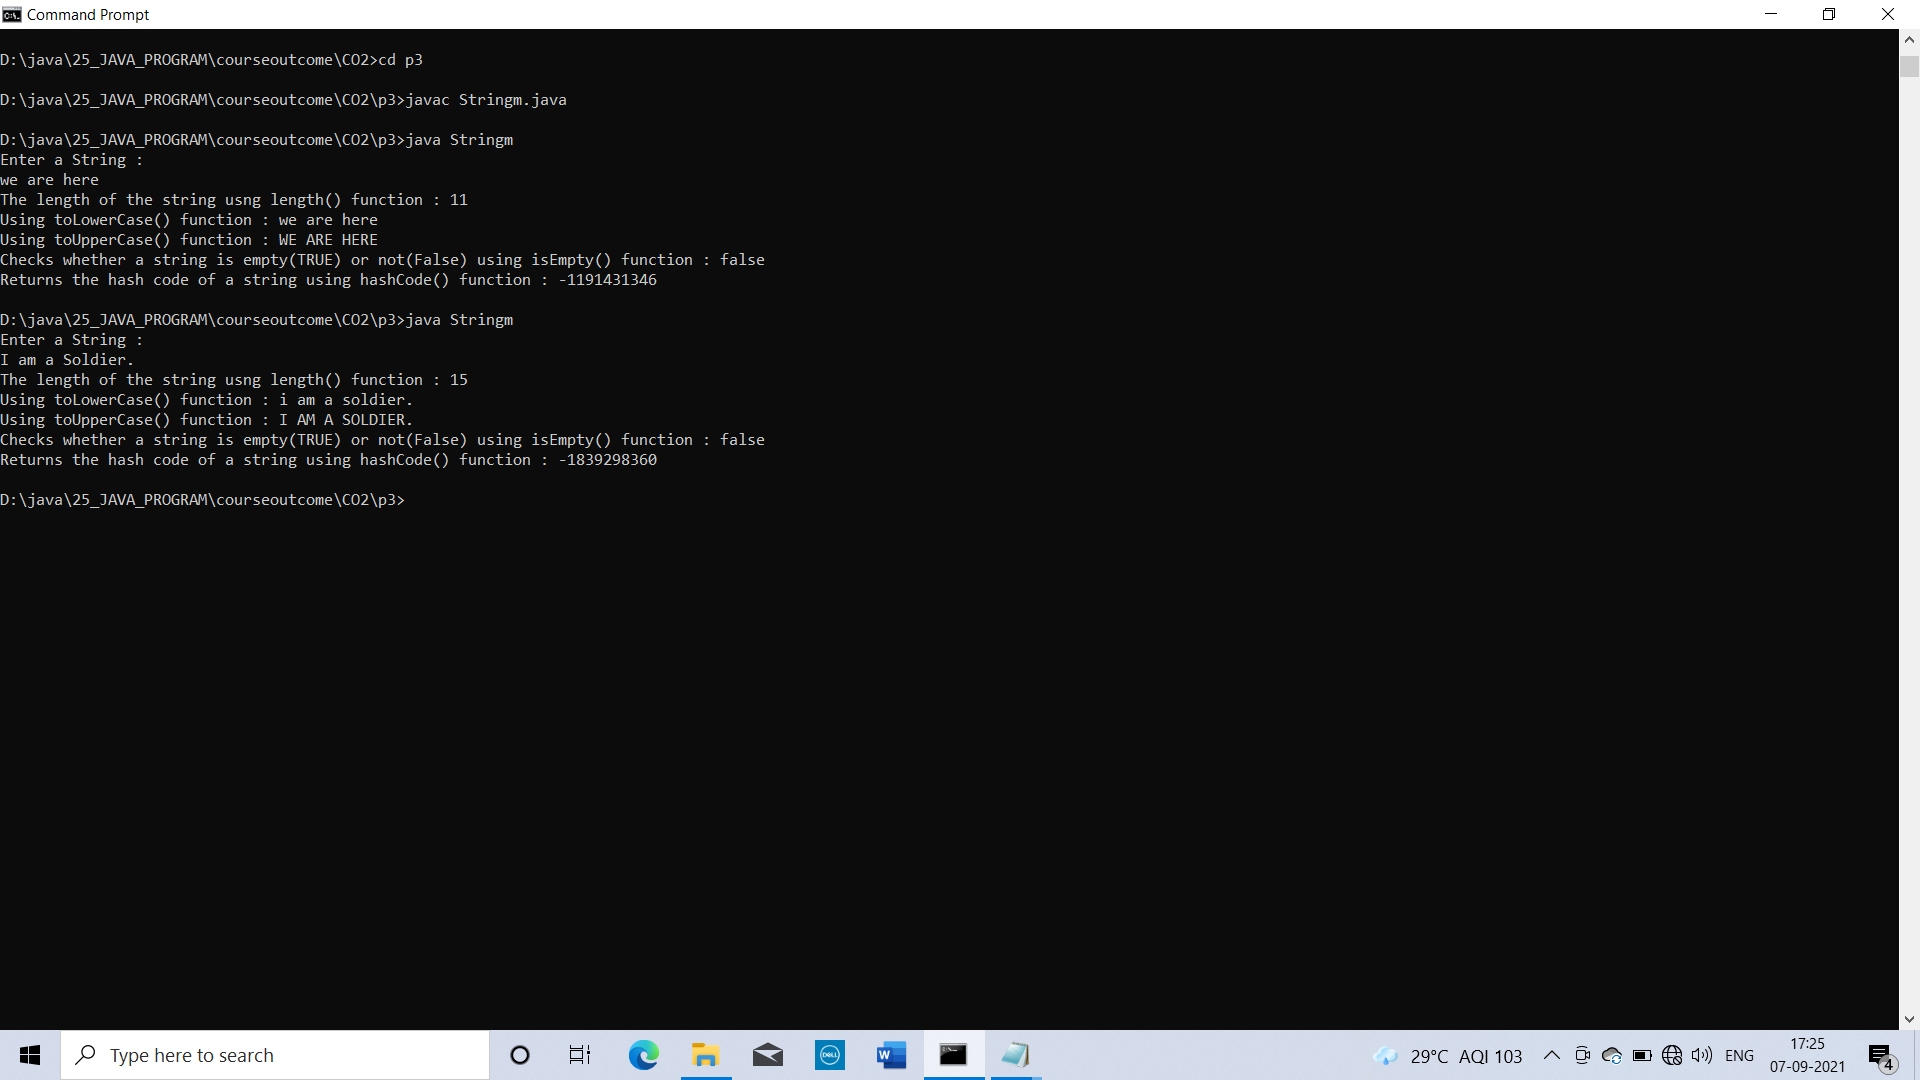 Command Prompt
D:\java\25_JAVA_PROGRAM\courseoutcome\CO2>cd p3
D:\java\25_JAVA_PROGRAM\courseoutcome\CO2\p3>javac Stringm.java
D:\java\25_JAVA_PROGRAM\courseoutcome\CO2\p3>java Stringm
Enter a String :
we are here
The length of the string usng length() function : 11
Using toLowerCase() function : we are here
Using toUpperCase() function : WE ARE HERE
Checks whether a string is empty(TRUE) or not(False) using isEmpty() function : false
Returns the hash code of a string using hashCode() function : -1191431346
D:\java\25_JAVA_PROGRAM\courseoutcome\CO2\p3>java Stringm
Enter a String :
I am a Soldier.
The length of the string usng length() function : 15
Using toLowerCase() function : i am a soldier.
Using toUpperCase() function : I AM A SOLDIER.
Checks whether a string is empty(TRUE) or not(False) using isEmpty() function : false
Returns the hash code of a string using hashCode() function : -1839298360
D:\java\25_JAVA_PROGRAM\courseoutcome\CO2\p3>
Type here to search
DELL
W
29°C AQI 103
ENG
17:25
07-09-2021
4